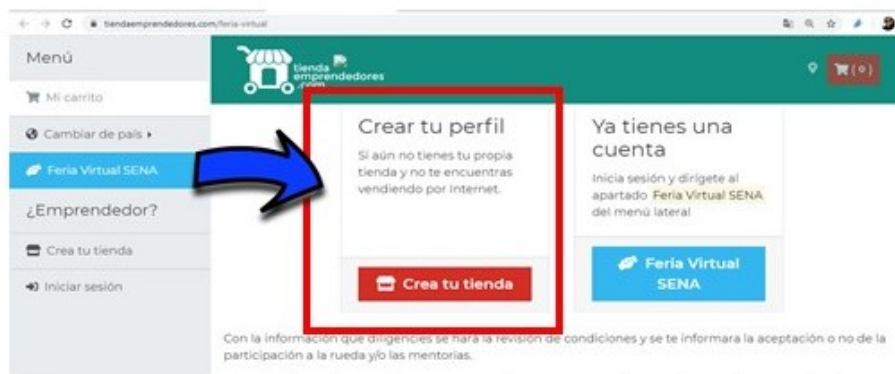 tiendaemprendedores.com/feria-virtual
Menú
Mi carrito
Cambiar de país
Feria Virtual SENA
¿Emprendedor?
Crea tu tienda
Iniciar sesión
tienda
emprendedores
.com
(0)
Crear tu perfil
Si aún no tienes tu propia
tienda y no te encuentras
vendiendo por Internet.
Crea tu tienda
Ya tienes una
cuenta
Inicia sesión y dirígete al
apartado Feria Virtual SENA
del menú lateral
Feria Virtual
SENA
Con la información que diligencies se hará la revisión de condiciones y se te informara la aceptación o no de la
participación a la rueda y/o las mentorias.